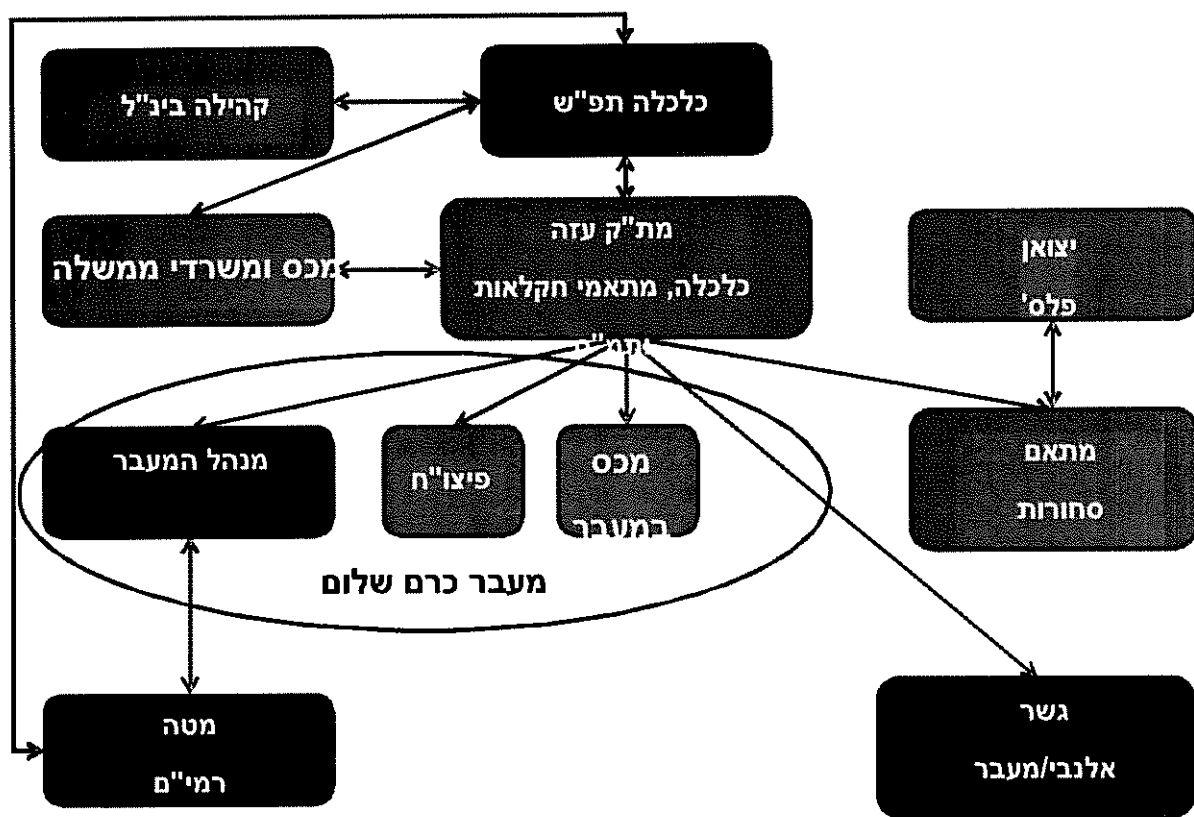 כלכלה תפ"ש
קהילה בינ"ל
מת"ק עזה
כלכלה, מתאמי חקלאות
מכס ומשרדי ממשלה
יצואן
פלס'
מנהל המעבר
פיצו"ח
מכס
במעבר
מתאם
סחורות
מעבר כרם שלום
מטה
רמי"ם
גשר
אלנבי/מעבר